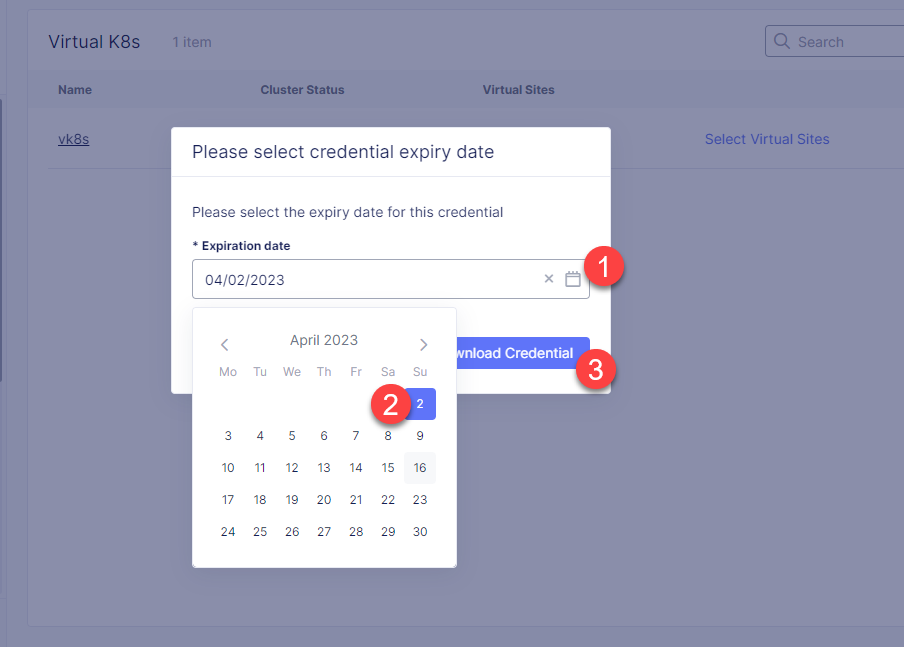 Virtual K8s 1 item Search
Name Cluster Status Virtual Sites
vk8s Select Virtual Sites
Please select credential expiry date
Please select the expiry date for this credential
* Expiration date
04/02/2023 1
April 2023
wnload Credential 3
Mo Tu We Th Fr Sa Su
2 2
3 4 5 6 7 8 9
10 11 12 13 14 15 16
17 18 19 20 21 22 23
24 25 26 27 28 29 30